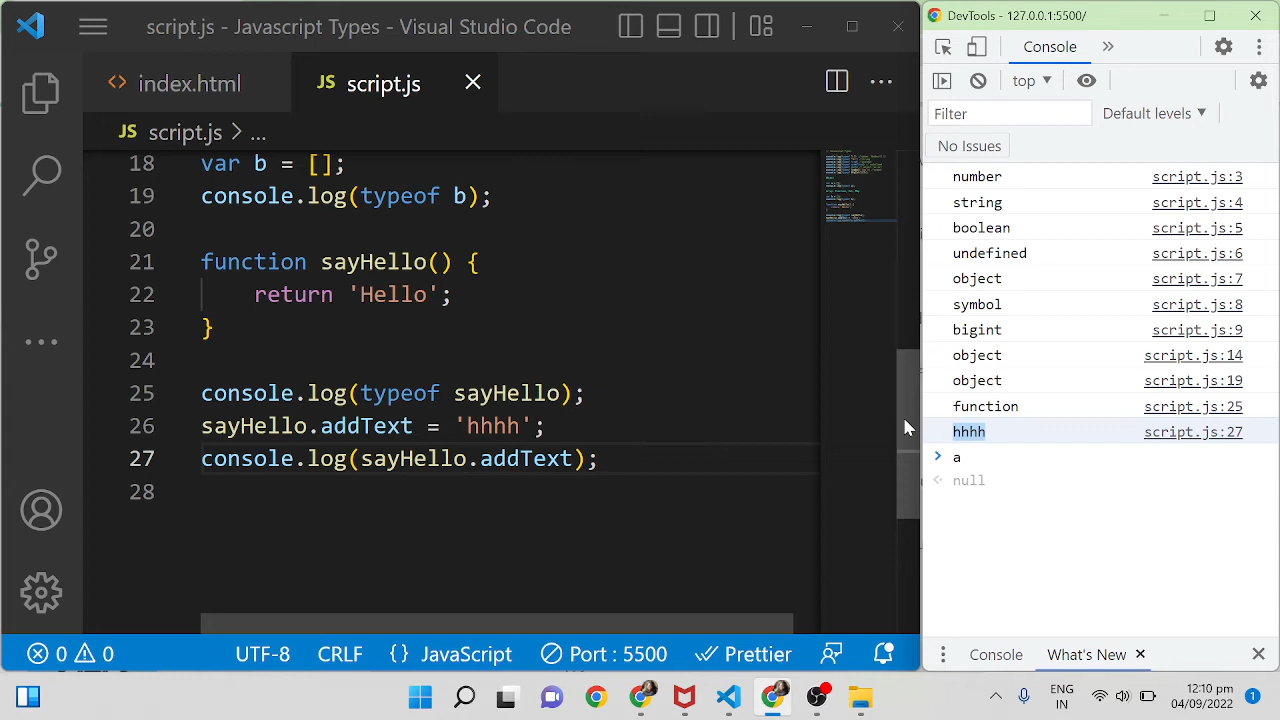 script.js - Javascript Types - Visual Studio Code
index.html
JS script.js
JS script.js > ...
18 var b = [];
19 console.log(typeof b);
20
21 function sayHello() {
22 return 'Hello';
23 }
24
25 console.log(typeof sayHello);
26 sayHello.addText = 'hhhh';
27 console.log(sayHello.addText);
28
0 0 UTF-8 CRLF {} JavaScript Port : 5500 Prettier
DevTools - 127.0.0.1:5500/
Console
top
Filter Default levels
No Issues
number script.js:3
string script.js:4
boolean script.js:5
undefined script.js:6
object script.js:7
symbol script.js:8
bigint script.js:9
object script.js:14
object script.js:19
function script.js:25
hhhh script.js:27
> a
null
Console What's New
ENG
IN
12:10 pm
04/09/2022
1